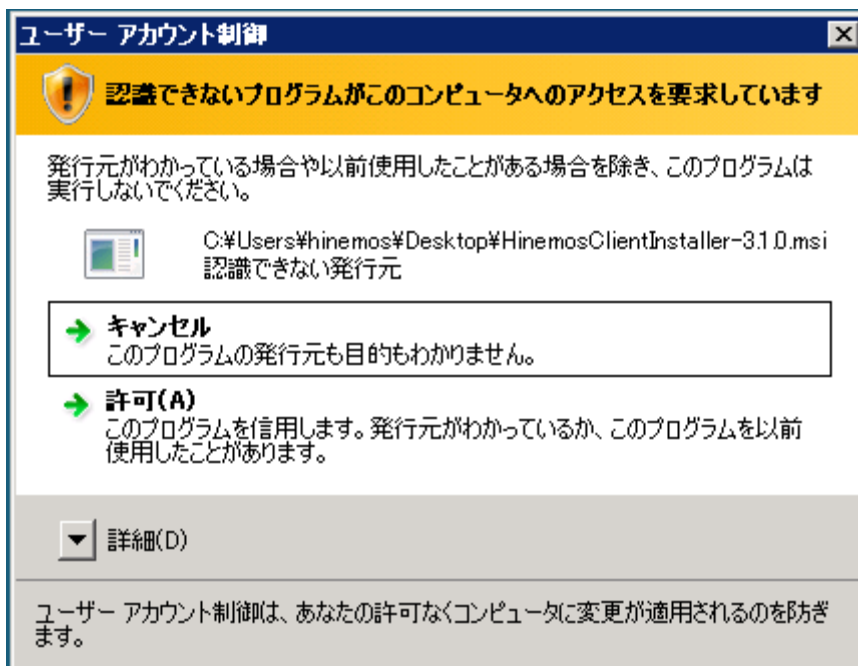 ユーザー アカウント制御
認識できないプログラムがこのコンピュータへのアクセスを要求しています
発行元がわかっている場合や以前使用したことがある場合を除き、このプログラムは
実行しないでください。
C:¥Users¥hinemos¥Desktop¥HinemosClientInstaller-3.1.0.msi
認識できない発行元
キャンセル
このプログラムの発行元も目的もわかりません。
許可(A)
このプログラムを信用します。発行元がわかっているか、このプログラムを以前
使用したことがあります。
詳細(D)
ユーザー アカウント制御は、あなたの許可なくコンピュータに変更が適用されるのを防ぎ
ます。